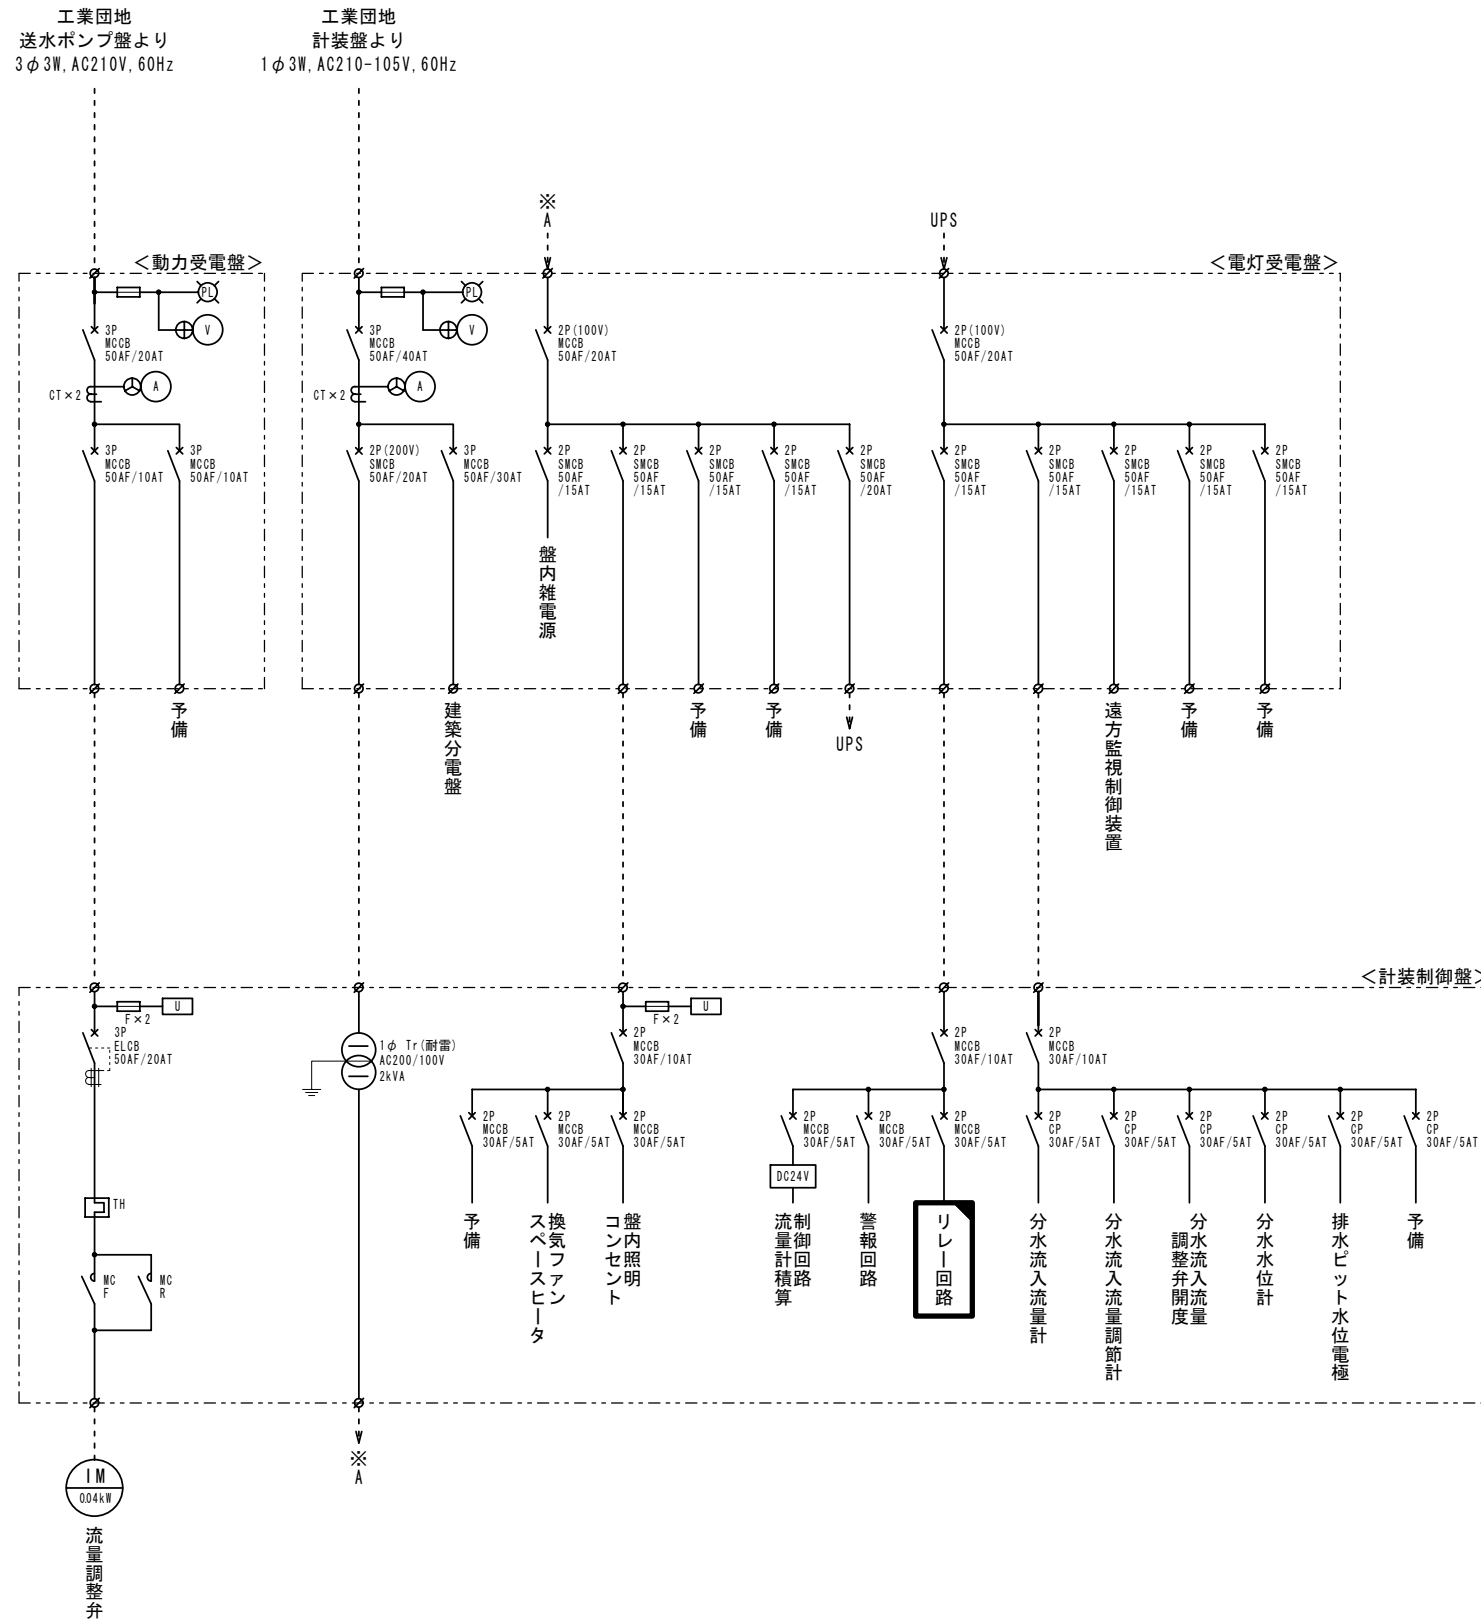 工業団地
送水ポンプ盤より
3φ3W,AC210V,60Hz
工業団地
計装盤より
1φ3W,AC210-105V,60Hz
※
A
UPS
<動力受電盤>
<電灯受電盤>
PL
V
3P
MCCB
50AF/20AT
CT×2
A
3P
MCCB
50AF/10AT
3P
MCCB
50AF/10AT
予備
PL
V
3P
MCCB
50AF/40AT
CT×2
A
2P(200V)
SMCB
50AF/20AT
3P
MCCB
50AF/30AT
建築分電盤
2P(100V)
MCCB
50AF/20AT
2P
SMCB
50AF
/15AT
盤内雑電源
2P
SMCB
50AF
/15AT
2P
SMCB
50AF
/15AT
予備
2P
SMCB
50AF
/15AT
予備
2P
SMCB
50AF
/20AT
UPS
2P(100V)
MCCB
50AF/20AT
2P
SMCB
50AF
/15AT
2P
SMCB
50AF
/15AT
2P
SMCB
50AF
/15AT
遠方監視制御装置
2P
SMCB
50AF
/15AT
予備
2P
SMCB
50AF
/15AT
予備
<計装制御盤>
F×2
U
3P
ELCB
50AF/20AT
TH
MC
F
MC
R
IM
0.04kW
流量調整弁
1φ Tr(耐雷)
AC200/100V
2kVA
※
A
F×2
U
2P
MCCB
30AF/10AT
2P
MCCB
30AF/5AT
予備
2P
MCCB
30AF/5AT
換気ファン
スペースヒータ
2P
MCCB
30AF/5AT
盤内照明
コンセント
2P
MCCB
30AF/10AT
2P
MCCB
30AF/5AT
DC24V
制御回路
流量計積算
2P
MCCB
30AF/5AT
警報回路
2P
MCCB
30AF/5AT
リレー回路
2P
MCCB
30AF/10AT
2P
CP
30AF/5AT
分水流入流量計
2P
CP
30AF/5AT
分水流入流量調節計
2P
CP
30AF/5AT
分水流入流量
調整弁開度
2P
CP
30AF/5AT
分水水位計
2P
CP
30AF/5AT
排水ピット水位電極
2P
CP
30AF/5AT
予備